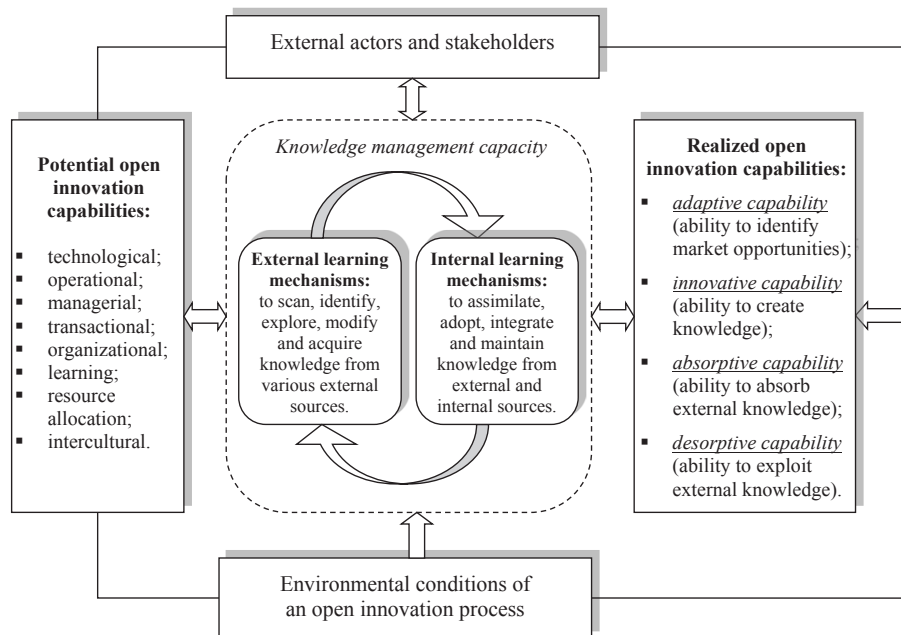 External actors and stakeholders
Potential open
innovation
capabilities:
▪ technological;
▪ operational;
▪ managerial;
▪ transactional;
▪ organizational;
▪ learning;
▪ resource
allocation;
▪ intercultural.
Knowledge management capacity
External learning
mechanisms:
to scan, identify,
explore, modify
and acquire
knowledge from
various external
sources.
Internal learning
mechanisms:
to assimilate,
adopt, integrate
and maintain
knowledge from
external and
internal sources.
Realized open
innovation capabilities:
▪ adaptive capability
(ability to identify
market opportunities);
▪ innovative capability
(ability to create
knowledge);
▪ absorptive capability
(ability to absorb
external knowledge);
▪ desorptive capability
(ability to exploit
external knowledge).
Environmental conditions of
an open innovation process